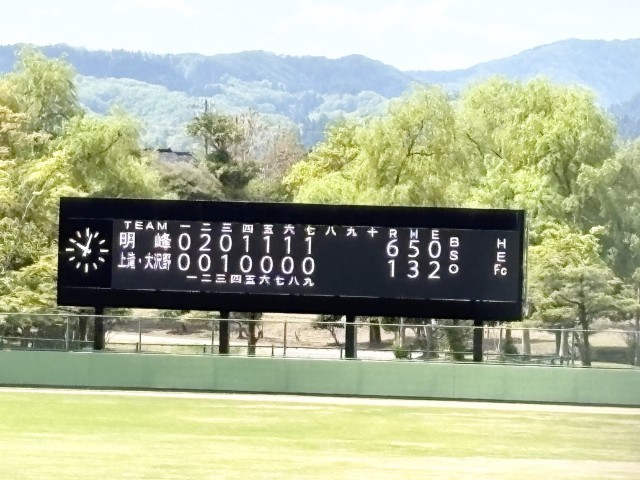 TEAM 一 二 三 四 五 六 七 八 九 十 R H E
明 峰 0 2 0 1 1 1 1 6 5 0 B H
上滝・大沢野 0 0 1 0 0 0 0 1 3 2 S E
一 二 三 四 五 六 七 八 九 O Fc